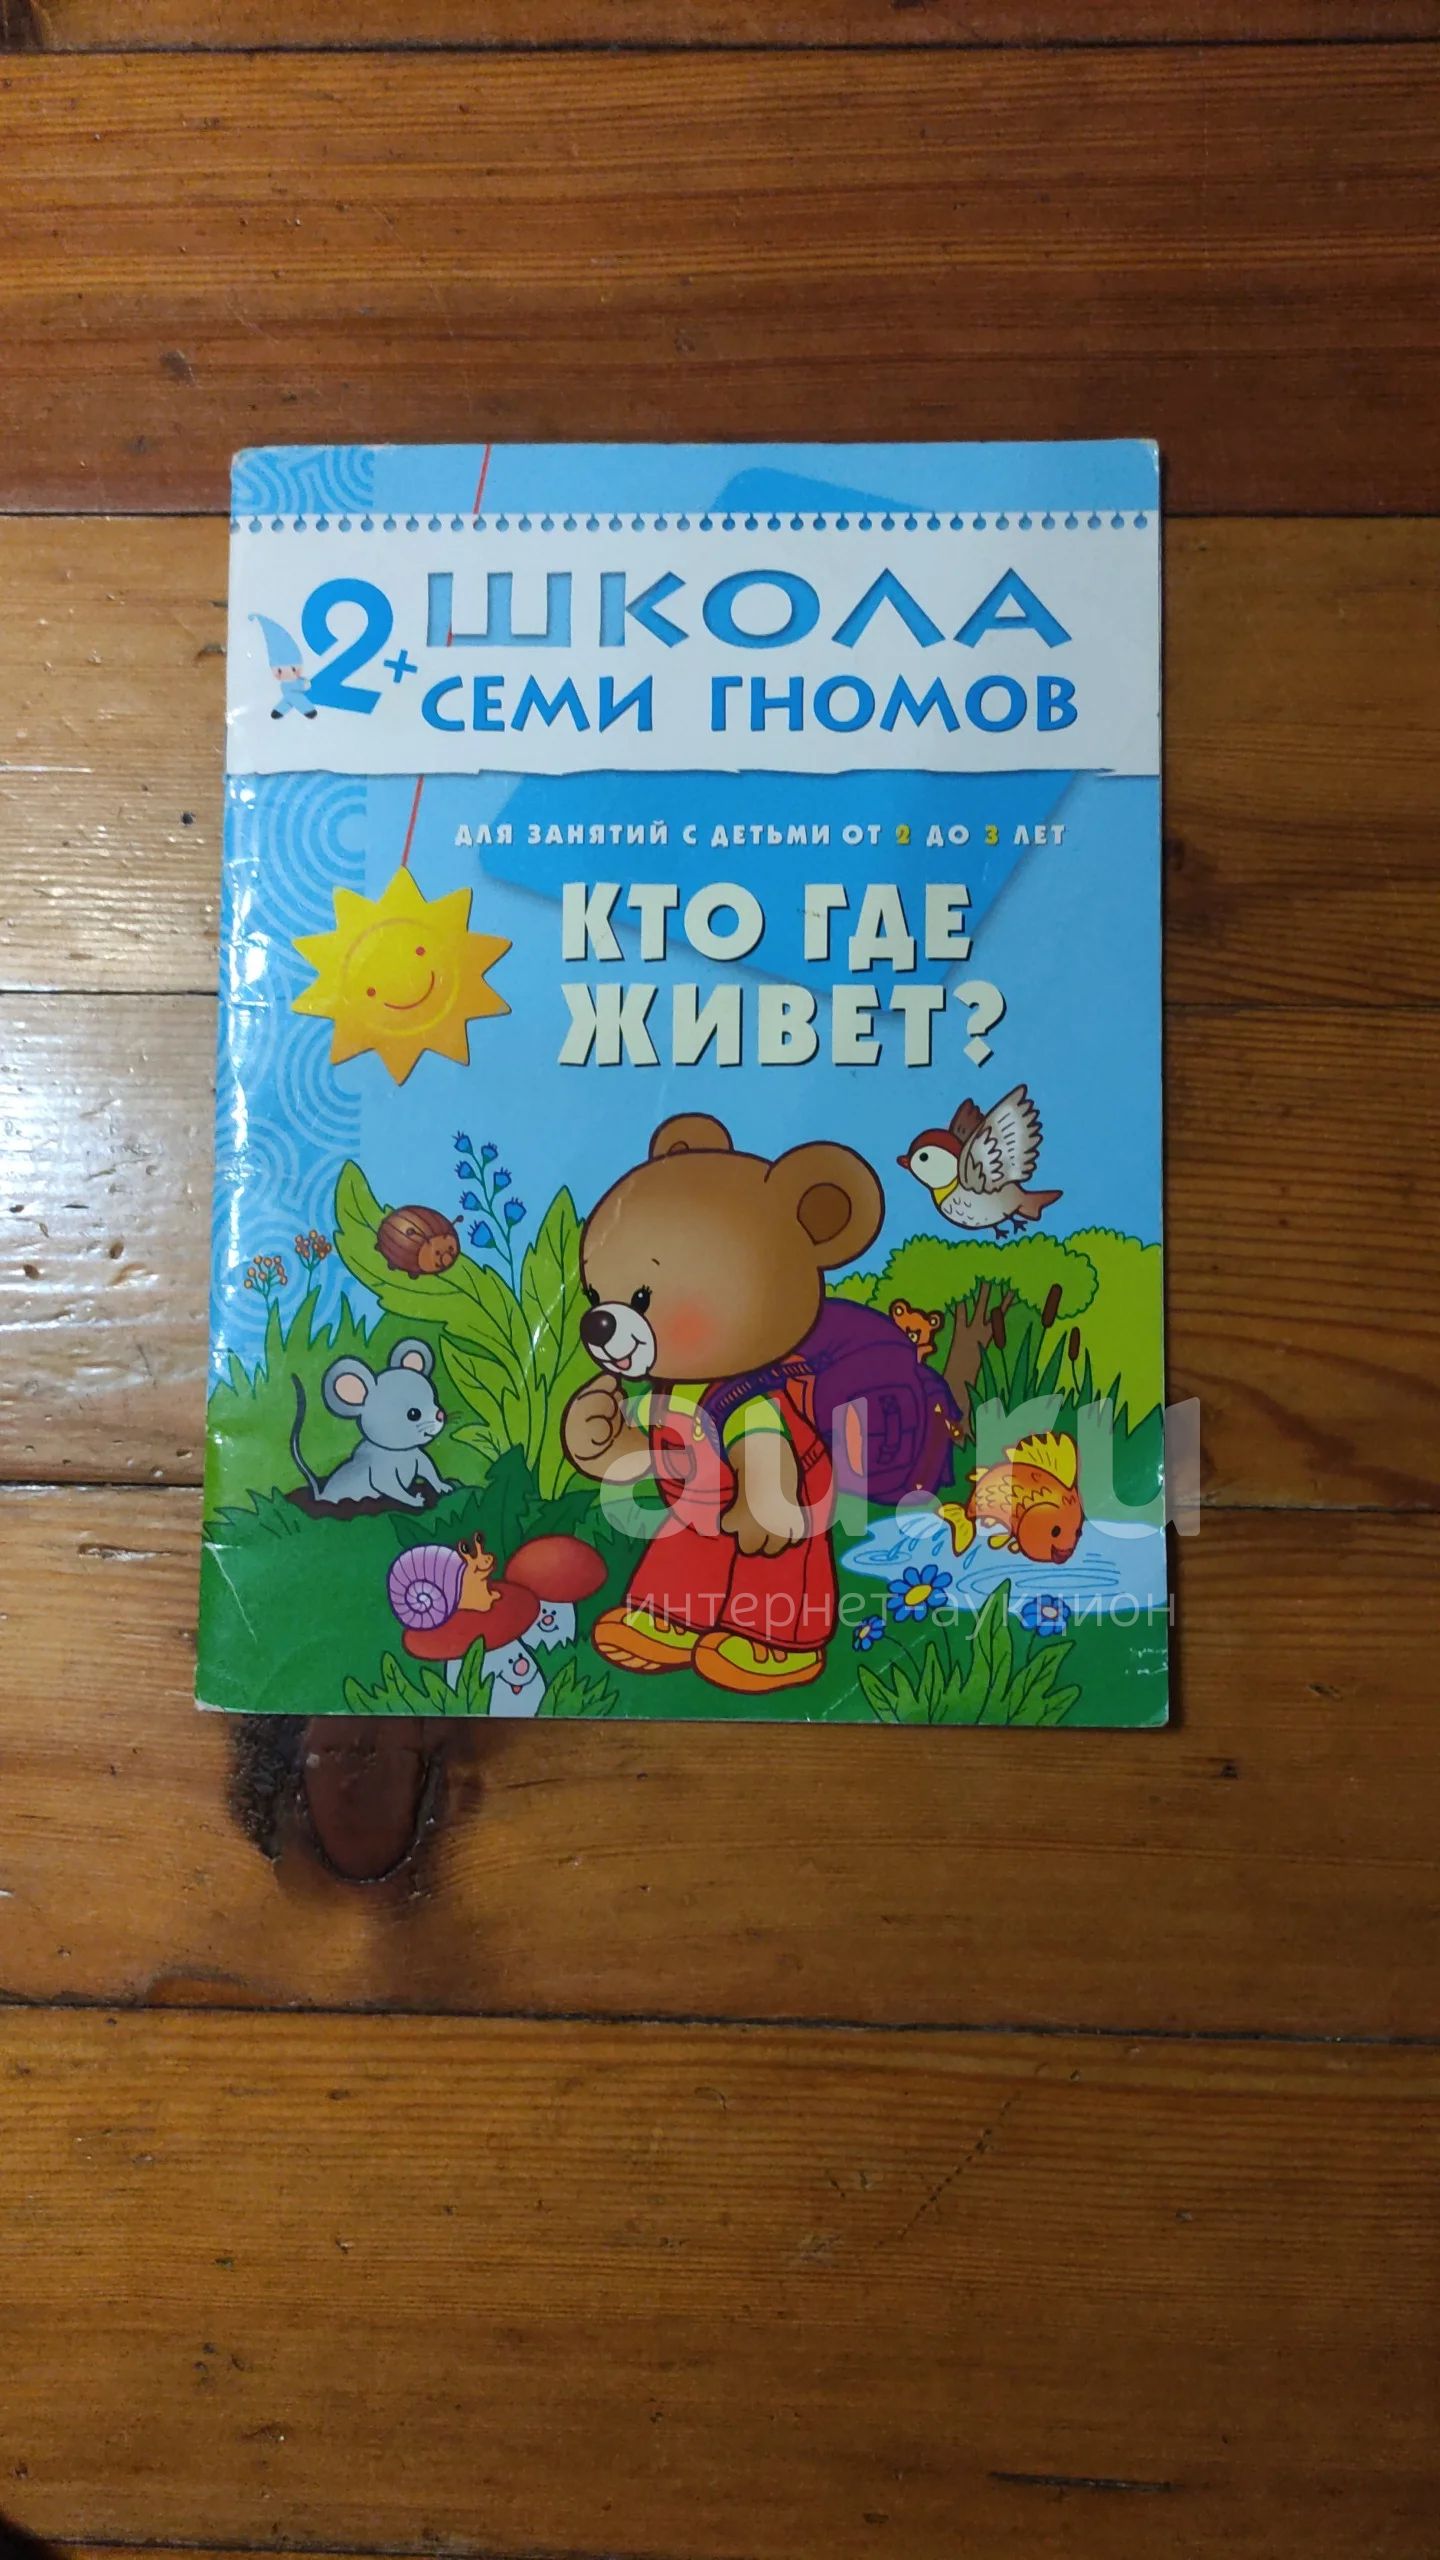 2+
ШКОЛА
СЕМИ ГНОМОВ
ДЛЯ ЗАНЯТИЙ С ДЕТЬМИ ОТ 2 ДО 3 ЛЕТ
КТО ГДЕ
ЖИВЕТ?
au.ru
интернет-аукцион